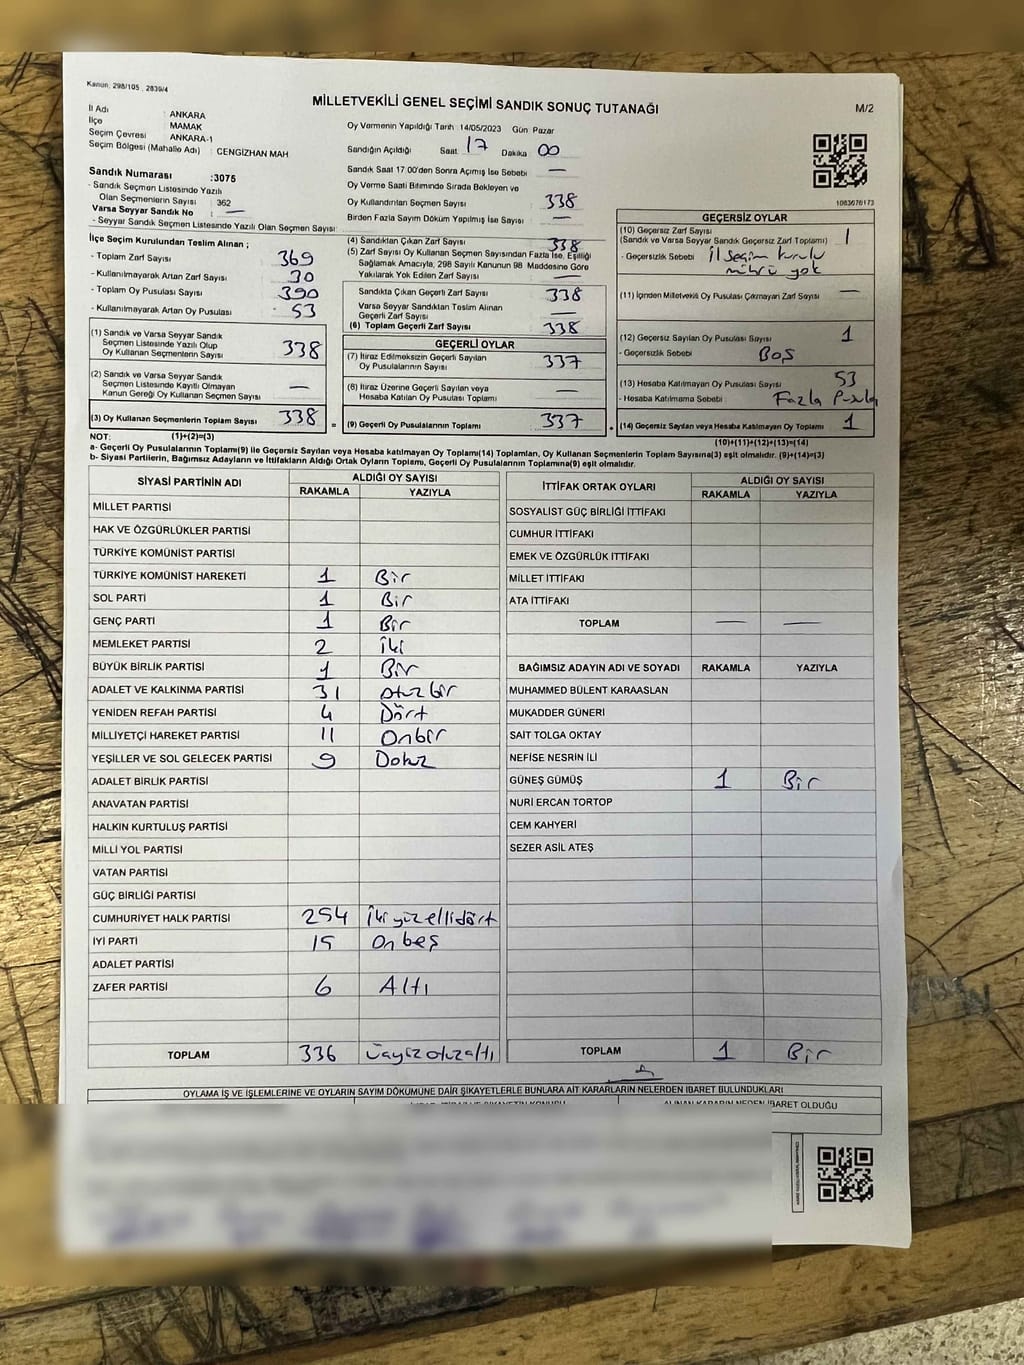 Kanun: 298/105 , 2839/4
MİLLETVEKİLİ GENEL SEÇİMİ SANDIK SONUÇ TUTANAĞI
M/2
İl Adı : ANKARA
İlçe : MAMAK
Seçim Çevresi : ANKARA-1
Seçim Bölgesi (Mahalle Adı) : CENGİZHAN MAH
Oy Vermenin Yapıldığı Tarih :14/05/2023 Gün: Pazar
Sandığın Açıldığı Saat: 17 Dakika 00
Sandık Numarası :3075
- Sandık Seçmen Listesinde Yazılı
Olan Seçmenlerin Sayısı : 362
Varsa Seyyar Sandık No : —
- Seyyar Sandık Seçmen Listesinde Yazılı Olan Seçmen Sayısı:
Sandık Saat 17.00'den Sonra Açımış İse Sebebi —
Oy Verme Saati Bitiminde Sırada Bekleyen ve
Oy Kullandırılan Seçmen Sayısı 338
Birden Fazla Sayım Döküm Yapılmış İse Sayısı —
1083676173
İlçe Seçim Kurulundan Teslim Alınan ;
- Toplam Zarf Sayısı 369
- Kullanılmayarak Artan Zarf Sayısı 30
- Toplam Oy Pusulası Sayısı 390
- Kullanılmayarak Artan Oy Pusulası 53
(1) Sandık ve Varsa Seyyar Sandık
Seçmen Listesinde Yazılı Olup
Oy Kullanan Seçmenlerin Sayısı 338
(2) Sandık ve Varsa Seyyar Sandık
Seçmen Listesinde Kayıtlı Olmayan
Kanun Gereği Oy Kullanan Seçmen Sayısı —
(3) Oy Kullanan Seçmenlerin Toplam Sayısı 338
(4) Sandıktan Çıkan Zarf Sayısı 338
(5) Zarf Sayısı Oy Kullanan Seçmen Sayısından Fazla İse, Eşitliği
Sağlamak Amacıyla, 298 Sayılı Kanunun 98 Maddesine Göre
Yakılarak Yok Edilen Zarf Sayısı —
Sandıkta Çıkan Geçerli Zarf Sayısı 338
Varsa Seyyar Sandıktan Teslim Alınan
Geçerli Zarf Sayısı —
(6) Toplam Geçerli Zarf Sayısı 338
GEÇERLİ OYLAR
(7) İtiraz Edilmeksizin Geçerli Sayılan
Oy Pusulalarının Sayısı 337
(8) İtiraz Üzerine Geçerli Sayılan veya
Hesaba Katılan Oy Pusulası Toplamı —
= (9) Geçerli Oy Pusulalarının Toplamı 337
GEÇERSİZ OYLAR
(10) Geçersiz Zarf Sayısı
(Sandık ve Varsa Seyyar Sandık Geçersiz Zarf Toplamı) 1
- Geçersizlik Sebebi İl seçim kurulu
mührü yok
(11) İçinden Milletvekili Oy Pusulası Çıkmayan Zarf Sayısı —
(12) Geçersiz Sayılan Oy Pusulası Sayısı 1
- Geçersizlik Sebebi Boş
(13) Hesaba Katılmayan Oy Pusulası Sayısı 53
- Hesaba Katılmama Sebebi Fazla Pusula
+ (14) Geçersiz Sayılan veya Hesaba Katılmayan Oy Toplamı 1
NOT: (1)+(2)=(3)
(10)+(11)+(12)+(13)=(14)
a- Geçerli Oy Pusulalarının Toplamı(9) ile Geçersiz Sayılan veya Hesaba katılmayan Oy Toplamı(14) Toplamları, Oy Kullanan Seçmenlerin Toplam Sayısına(3) eşit olmalıdır. (9)+(14)=(3)
b- Siyasi Partilerin, Bağımsız Adayların ve İttifakların Aldığı Ortak Oyların Toplamı, Geçerli Oy Pusulalarının Toplamına(9) eşit olmalıdır.
SİYASİ PARTİNİN ADI ALDIĞI OY SAYISI
RAKAMLA YAZIYLA
MİLLET PARTİSİ
HAK VE ÖZGÜRLÜKLER PARTİSİ
TÜRKİYE KOMÜNİST PARTİSİ
TÜRKİYE KOMÜNİST HAREKETİ 1 Bir
SOL PARTİ 1 Bir
GENÇ PARTİ 1 Bir
MEMLEKET PARTİSİ 2 iki
BÜYÜK BİRLİK PARTİSİ 1 Bir
ADALET VE KALKINMA PARTİSİ 31 otuzbir
YENİDEN REFAH PARTİSİ 4 Dört
MİLLİYETÇİ HAREKET PARTİSİ 11 Onbir
YEŞİLLER VE SOL GELECEK PARTİSİ 9 Dokuz
ADALET BİRLİK PARTİSİ
ANAVATAN PARTİSİ
HALKIN KURTULUŞ PARTİSİ
MİLLİ YOL PARTİSİ
VATAN PARTİSİ
GÜÇ BİRLİĞİ PARTİSİ
CUMHURİYET HALK PARTİSİ 254 İkiyüzellidört
İYİ PARTİ 15 onbeş
ADALET PARTİSİ
ZAFER PARTİSİ 6 Altı
TOPLAM 336 üçyüzotuzaltı
İTTİFAK ORTAK OYLARI ALDIĞI OY SAYISI
RAKAMLA YAZIYLA
SOSYALİST GÜÇ BİRLİĞİ İTTİFAKI
CUMHUR İTTİFAKI
EMEK VE ÖZGÜRLÜK İTTİFAKI
MİLLET İTTİFAKI
ATA İTTİFAKI
TOPLAM — —
BAĞIMSIZ ADAYIN ADI VE SOYADI RAKAMLA YAZIYLA
MUHAMMED BÜLENT KARAASLAN
MUKADDER GÜNERİ
SAİT TOLGA OKTAY
NEFİSE NESRİN İLİ
GÜNEŞ GÜMÜŞ 1 Bir
NURİ ERCAN TORTOP
CEM KAHYERİ
SEZER ASİL ATEŞ
TOPLAM 1 Bir
OYLAMA İŞ VE İŞLEMLERİNE VE OYLARIN SAYIM DÖKÜMÜNE DAİR ŞİKAYETLERLE BUNLARA AİT KARARLARIN NELERDEN İBARET BULUNDUKLARI
ALINAN KARARIN NEDEN İBARET OLDUĞU